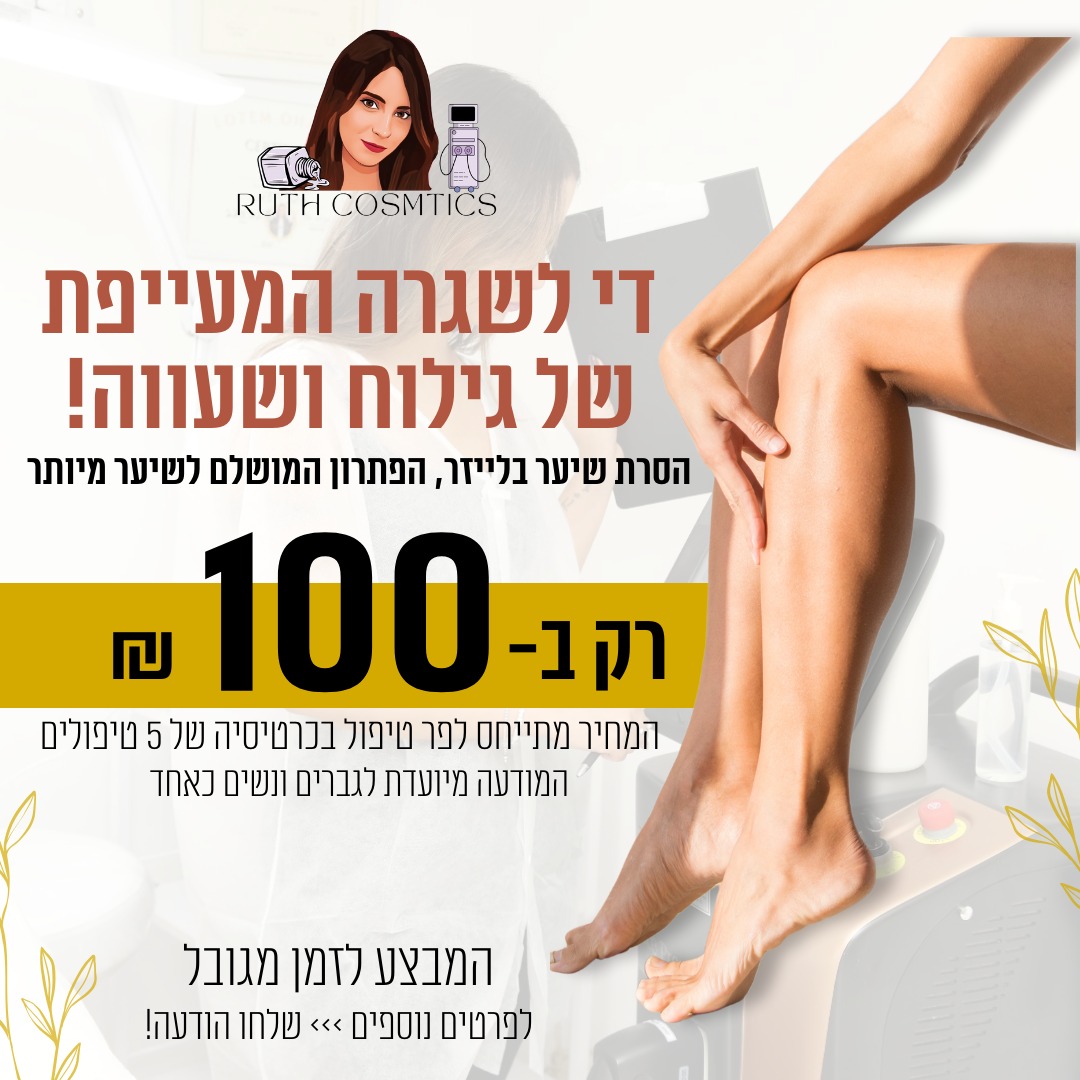 RUTH COSMTICS
די לשגרה המעייפת
של גילוח ושעווה!
הסרת שיער בלייזר, הפתרון המושלם לשיער מיותר
רק ב- 100 ₪
המחיר מתייחס לפר טיפול בכרטיסיה של 5 טיפולים
המודעה מיועדת לגברים ונשים כאחד
המבצע לזמן מגובל
לפרטים נוספים >>> שלחו הודעה!